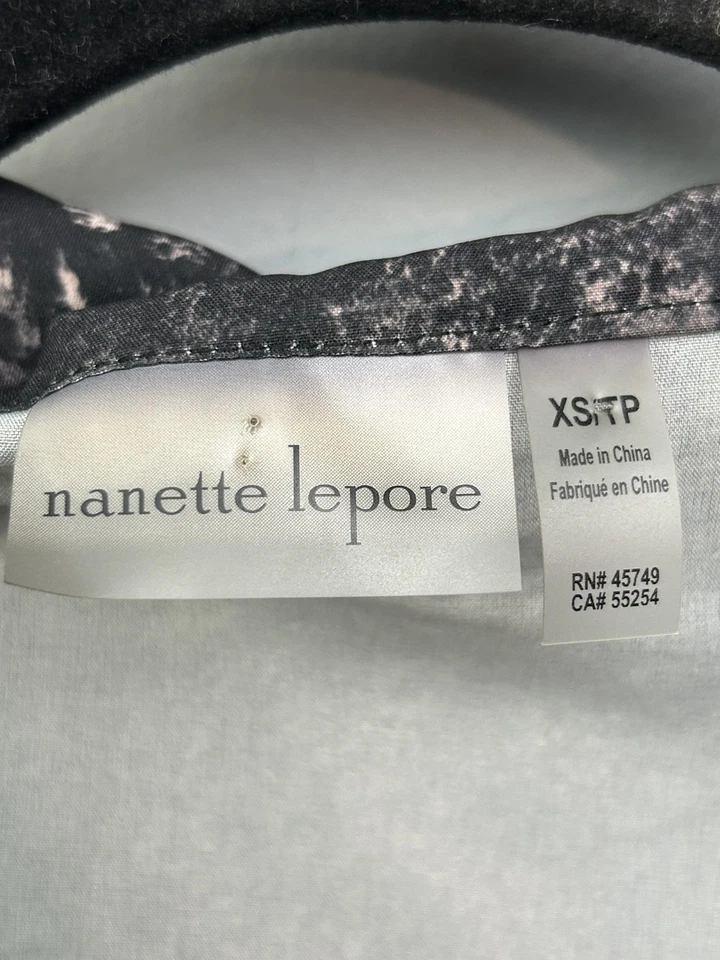 nanette lepore
XS/TP
Made in China
Fabriqué en Chine
RN# 45749
CA# 55254